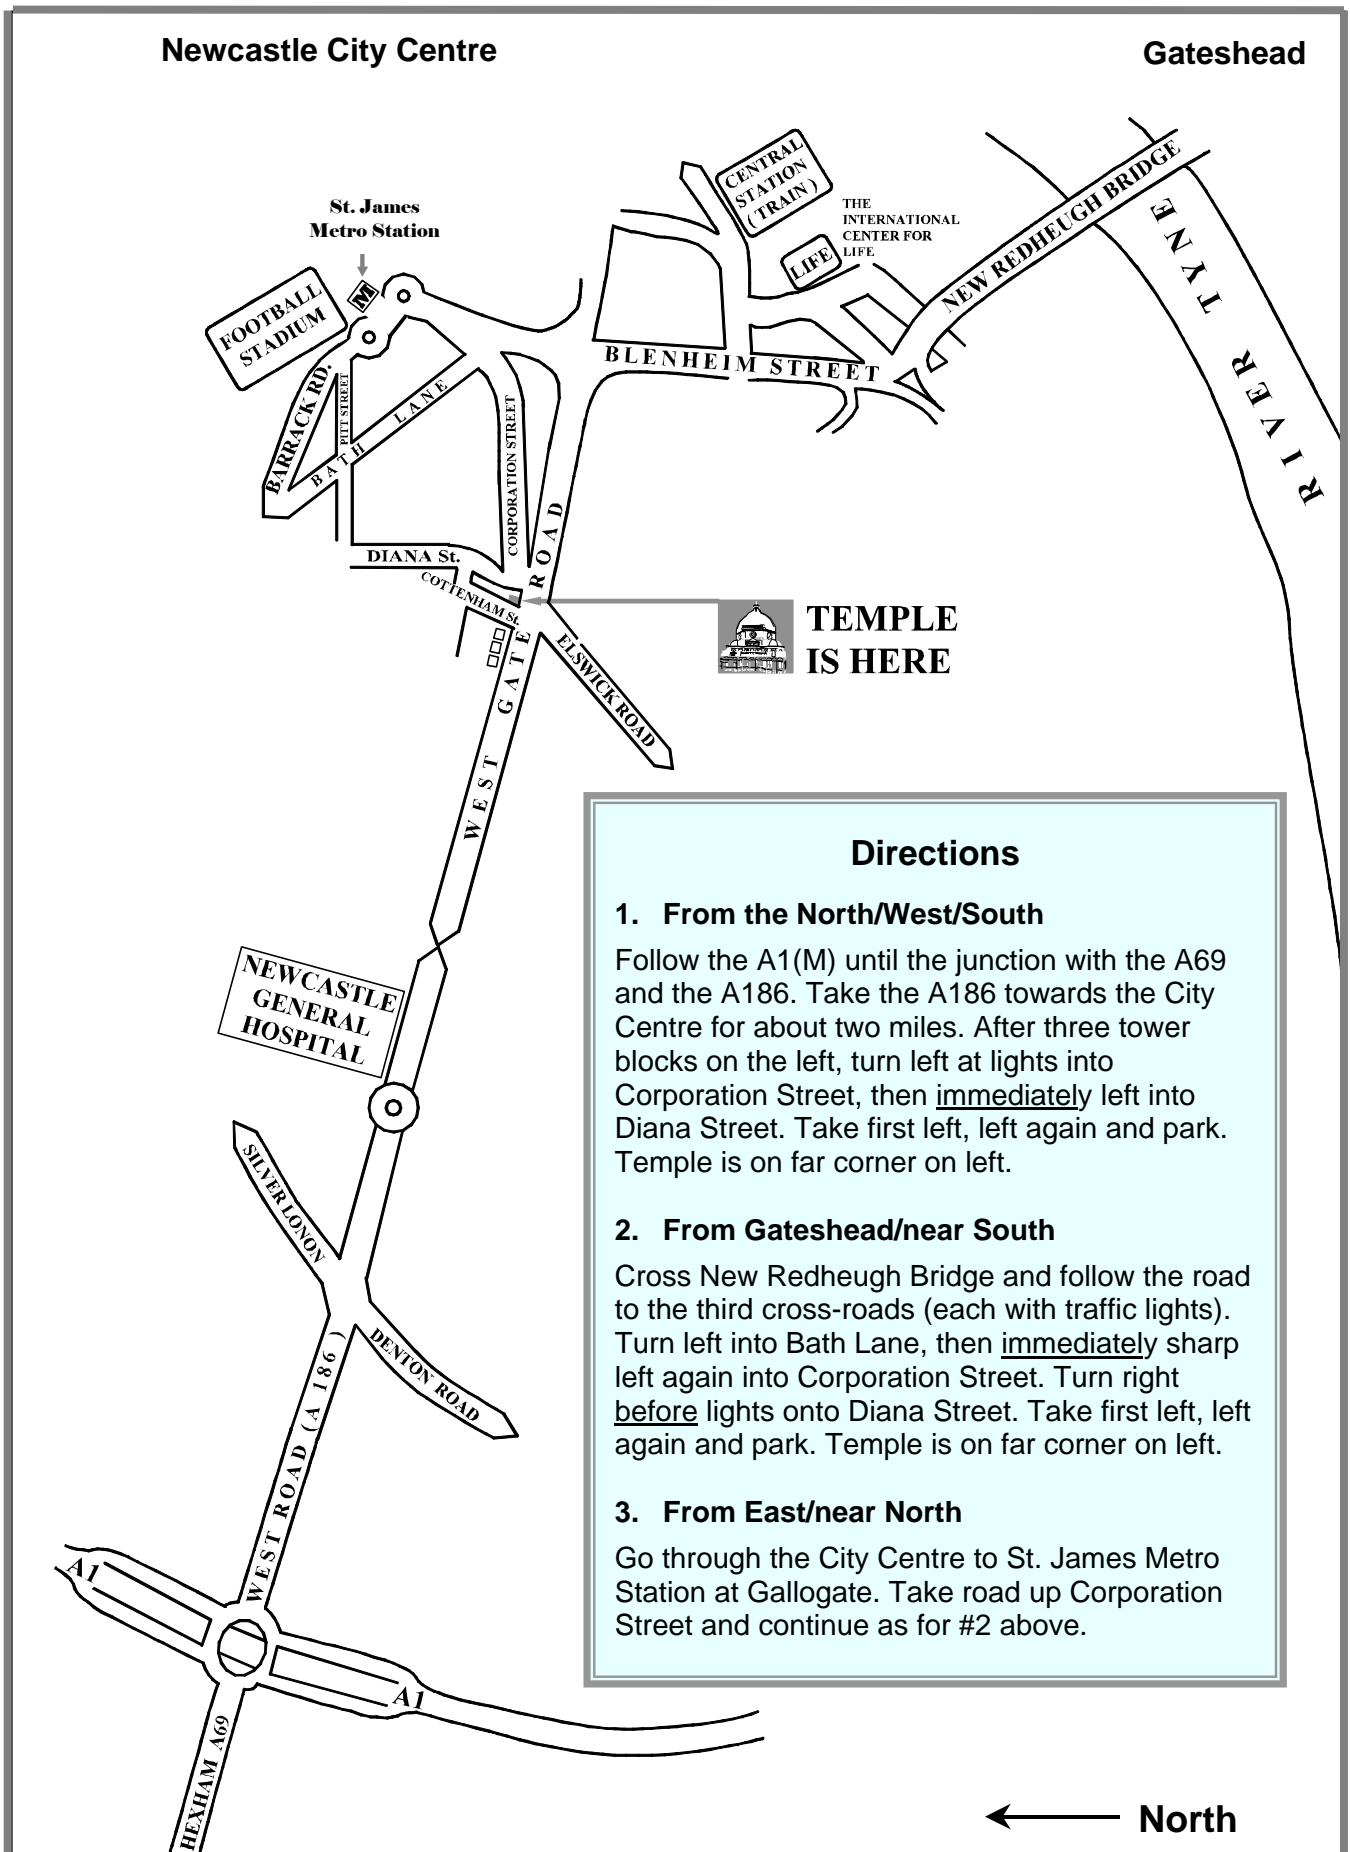 Newcastle City Centre
Gateshead
CENTRAL
STATION
( TRAIN )
THE
INTERNATIONAL
CENTER FOR
LIFE
LIFE
NEW REDHEUGH BRIDGE
RIVER TYNE
St. James
Metro Station
M
FOOTBALL
STADIUM
BLENHEIM STREET
BARRACK RD.
PITT STREET
BATH LANE
CORPORATION STREET
DIANA St.
COTTENHAM St.
WEST GATE ROAD
ELSWICK ROAD
TEMPLE
IS HERE
NEWCASTLE
GENERAL
HOSPITAL
SILVER LONON
DENTON ROAD
WEST ROAD ( A 186 )
A1
A1
HEXHAM A69
Directions
1. From the North/West/South
Follow the A1(M) until the junction with the A69
and the A186. Take the A186 towards the City
Centre for about two miles. After three tower
blocks on the left, turn left at lights into
Corporation Street, then immediately left into
Diana Street. Take first left, left again and park.
Temple is on far corner on left.
2. From Gateshead/near South
Cross New Redheugh Bridge and follow the road
to the third cross-roads (each with traffic lights).
Turn left into Bath Lane, then immediately sharp
left again into Corporation Street. Turn right
before lights onto Diana Street. Take first left, left
again and park. Temple is on far corner on left.
3. From East/near North
Go through the City Centre to St. James Metro
Station at Gallogate. Take road up Corporation
Street and continue as for #2 above.
North